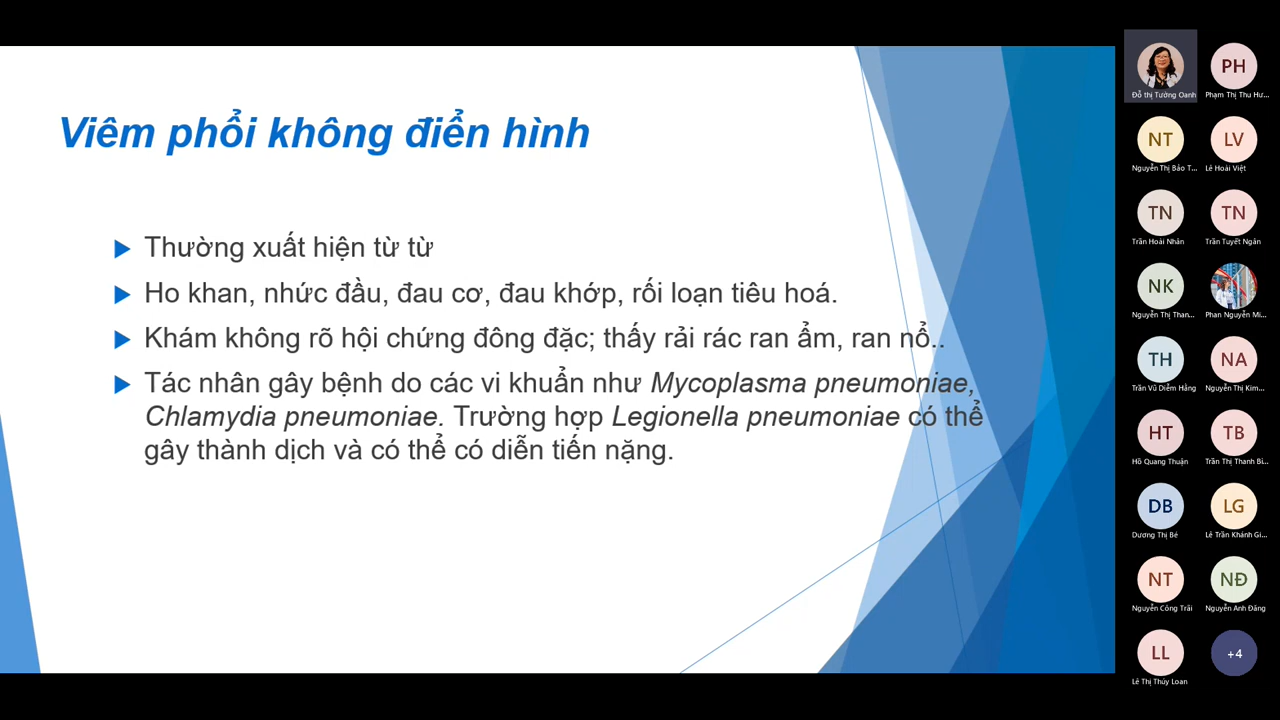 Viêm phổi không điển hình
Thường xuất hiện từ từ
Ho khan, nhức đầu, đau cơ, đau khớp, rối loạn tiêu hoá.
Khám không rõ hội chứng đông đặc; thấy rải rác ran ẩm, ran nổ..
Tác nhân gây bệnh do các vi khuẩn như Mycoplasma pneumoniae,
Chlamydia pneumoniae. Trường hợp Legionella pneumoniae có thể
gây thành dịch và có thể có diễn tiến nặng.
Đỗ thị Tường Oanh
PH
Phạm Thị Thu Hư...
NT
Nguyễn Thị Bảo T...
LV
Lê Hoài Việt
TN
Trần Hoài Nhân
TN
Trần Tuyết Ngân
NK
Nguyễn Thị Than...
Phan Nguyễn Mi...
TH
Trần Vũ Diễm Hằng
NA
Nguyễn Thị Kim...
HT
Hồ Quang Thuận
TB
Trần Thị Thanh Bi...
DB
Dương Thị Bé
LG
Lê Trần Khánh Gi...
NT
Nguyễn Công Trãi
NĐ
Nguyễn Anh Đăng
LL
Lê Thị Thúy Loan
+4